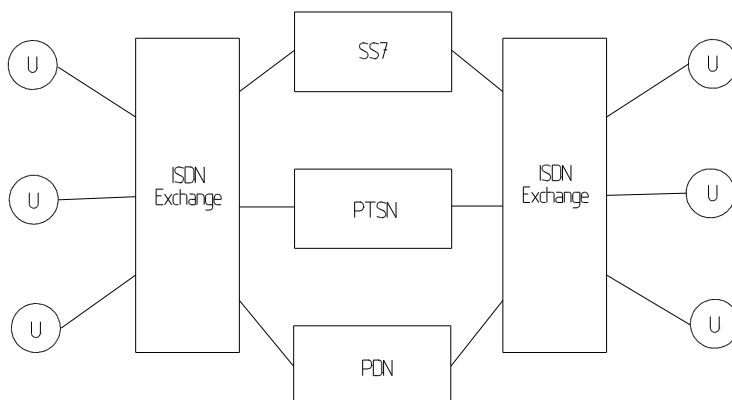 SS7
U
U
ISDN
Exchange
ISDN
Exchange
U
PTSN
U
U
PDN
U